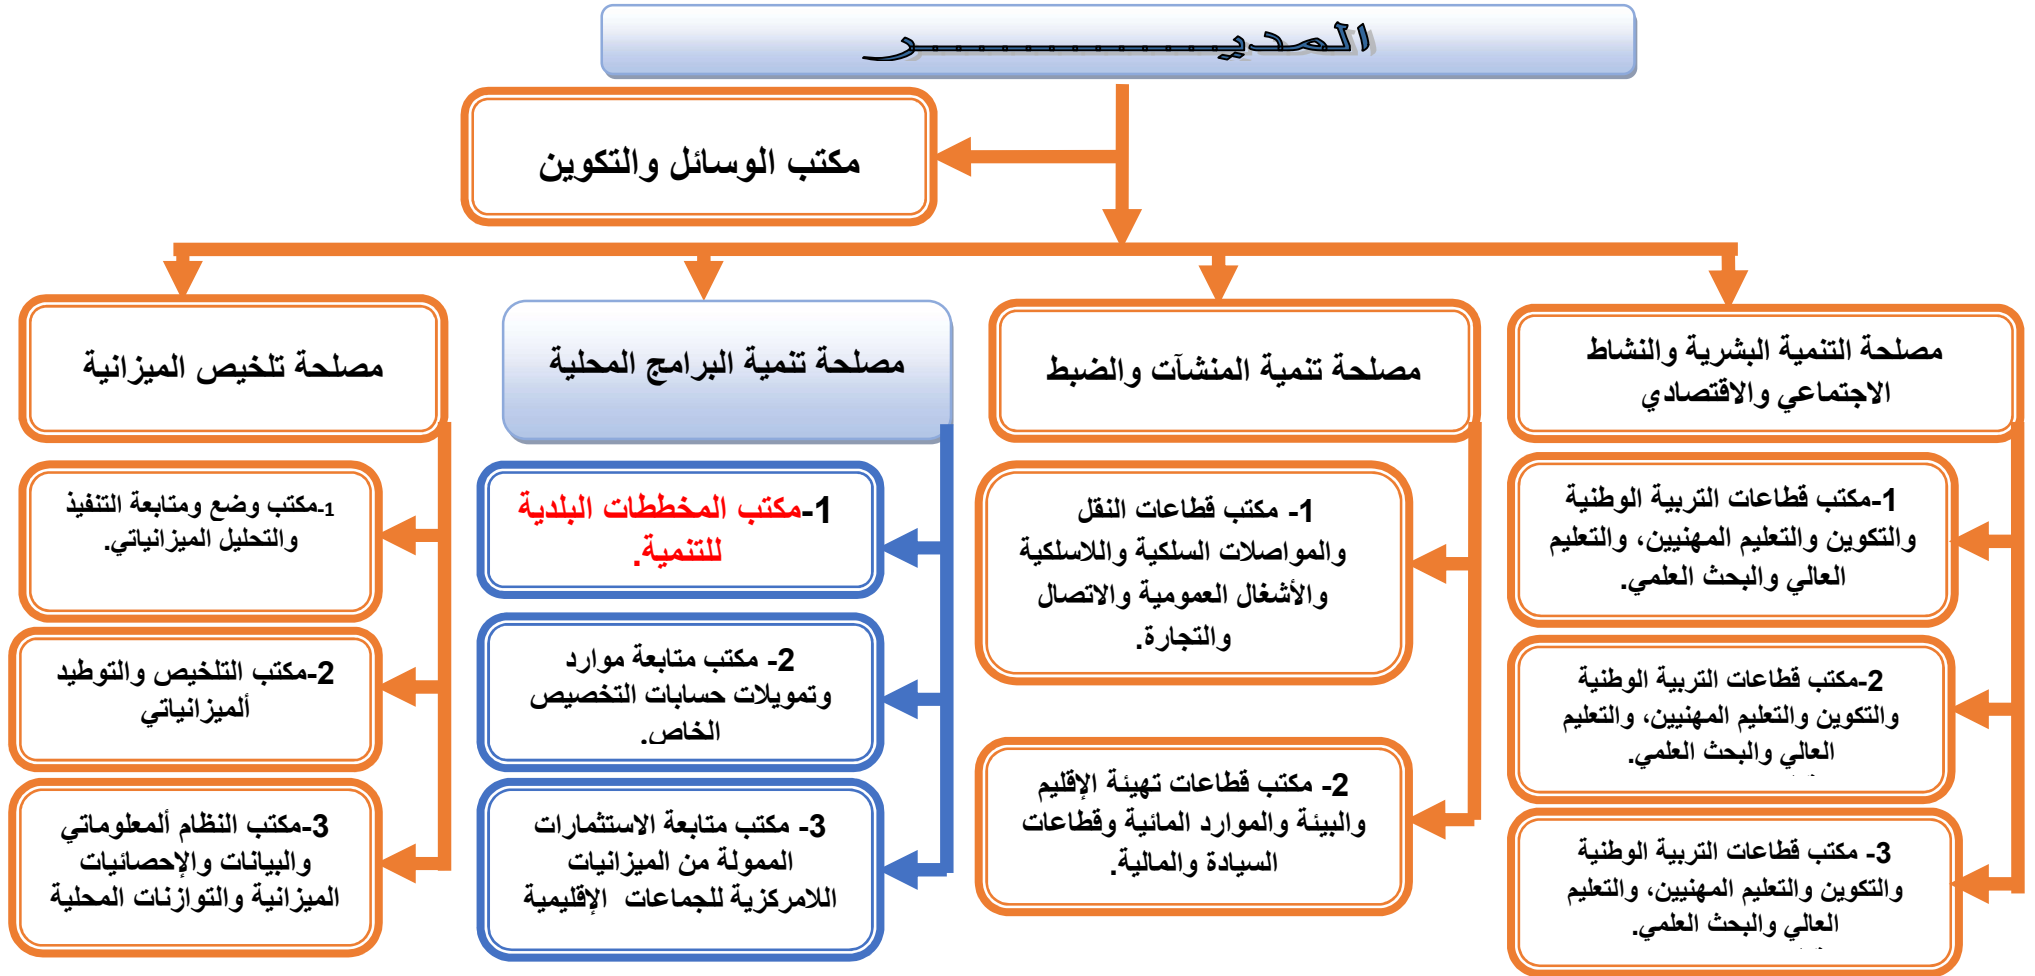 المديـــــــــــــر
مكتب الوسائل والتكوين
مصلحة التنمية البشرية والنشاط
الاجتماعي والاقتصادي
مصلحة تنمية المنشآت والضبط
مصلحة تنمية البرامج المحلية
مصلحة تلخيص الميزانية
1-مكتب قطاعات التربية الوطنية
والتكوين والتعليم المهنيين، والتعليم
العالي والبحث العلمي.
2-مكتب قطاعات التربية الوطنية
والتكوين والتعليم المهنيين، والتعليم
العالي والبحث العلمي.
3- مكتب قطاعات التربية الوطنية
والتكوين والتعليم المهنيين، والتعليم
العالي والبحث العلمي.
1- مكتب قطاعات النقل
والمواصلات السلكية واللاسلكية
والأشغال العمومية والاتصال
والتجارة.
2- مكتب قطاعات تهيئة الإقليم
والبيئة والموارد المائية وقطاعات
السيادة والمالية.
1-مكتب المخططات البلدية
للتنمية.
2- مكتب متابعة موارد
وتمويلات حسابات التخصيص
الخاص.
3- مكتب متابعة الاستثمارات
الممولة من الميزانيات
اللامركزية للجماعات الإقليمية
1-مكتب وضع ومتابعة التنفيذ
والتحليل الميزانياتي.
2-مكتب التلخيص والتوطيد
ألميزانياتي
3-مكتب النظام ألمعلوماتي
والبيانات والإحصائيات
الميزانية والتوازنات المحلية